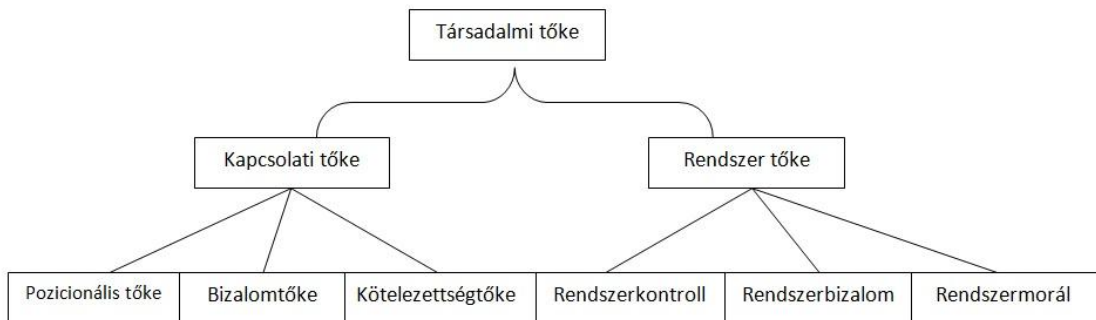 Társadalmi tőke
Kapcsolati tőke
Rendszer tőke
Pozicionális tőke
Bizalomtőke
Kötelezettségtőke
Rendszerkontroll
Rendszerbizalom
Rendszermorál